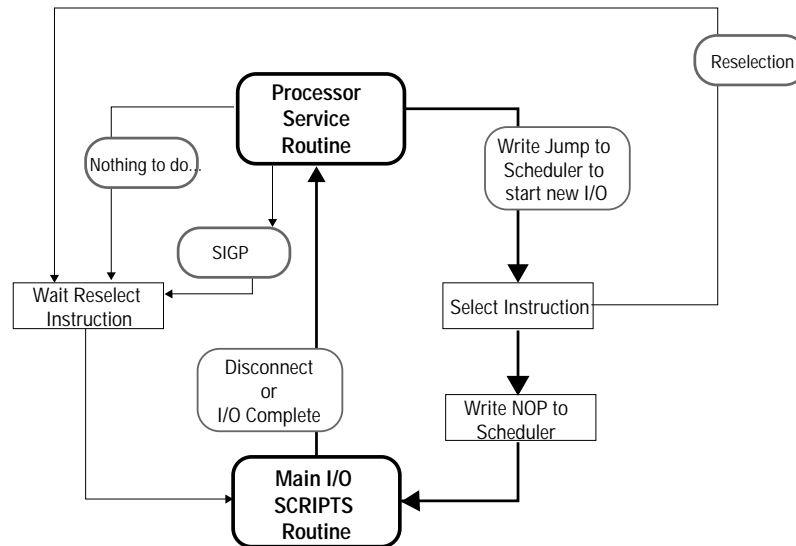 Reselection
Processor
Service
Routine
Write Jump to
Scheduler to
start new I/O
Nothing to do...
SIGP
Wait Reselect
Instruction
Select Instruction
Disconnect
or
I/O Complete
Write NOP to
Scheduler
Main I/O
SCRIPTS
Routine